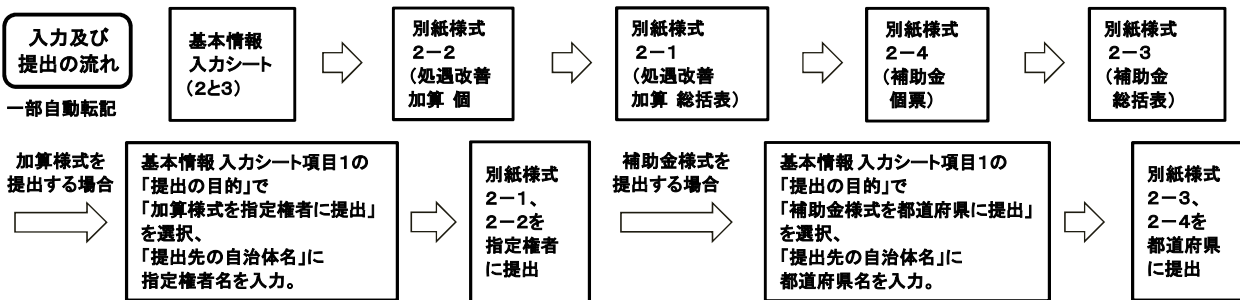 入力及び
提出の流れ
一部自動転記
基本情報
入力シート
(2と3)
別紙様式
2-2
(処遇改善
加算 個
別紙様式
2-1
(処遇改善
加算 総括表)
別紙様式
2-4
(補助金
個票)
別紙様式
2-3
(補助金
総括表)
加算様式を
提出する場合
基本情報 入力シート項目1の
「提出の目的」で
「加算様式を指定権者に提出」
を選択、
「提出先の自治体名」に
指定権者名を入力。
別紙様式
2-1、
2-2を
指定権者
に提出
補助金様式を
提出する場合
基本情報 入力シート項目1の
「提出の目的」で
「補助金様式を都道府県に提出」
を選択、
「提出先の自治体名」に
都道府県名を入力。
別紙様式
2-3、
2-4を
都道府県
に提出